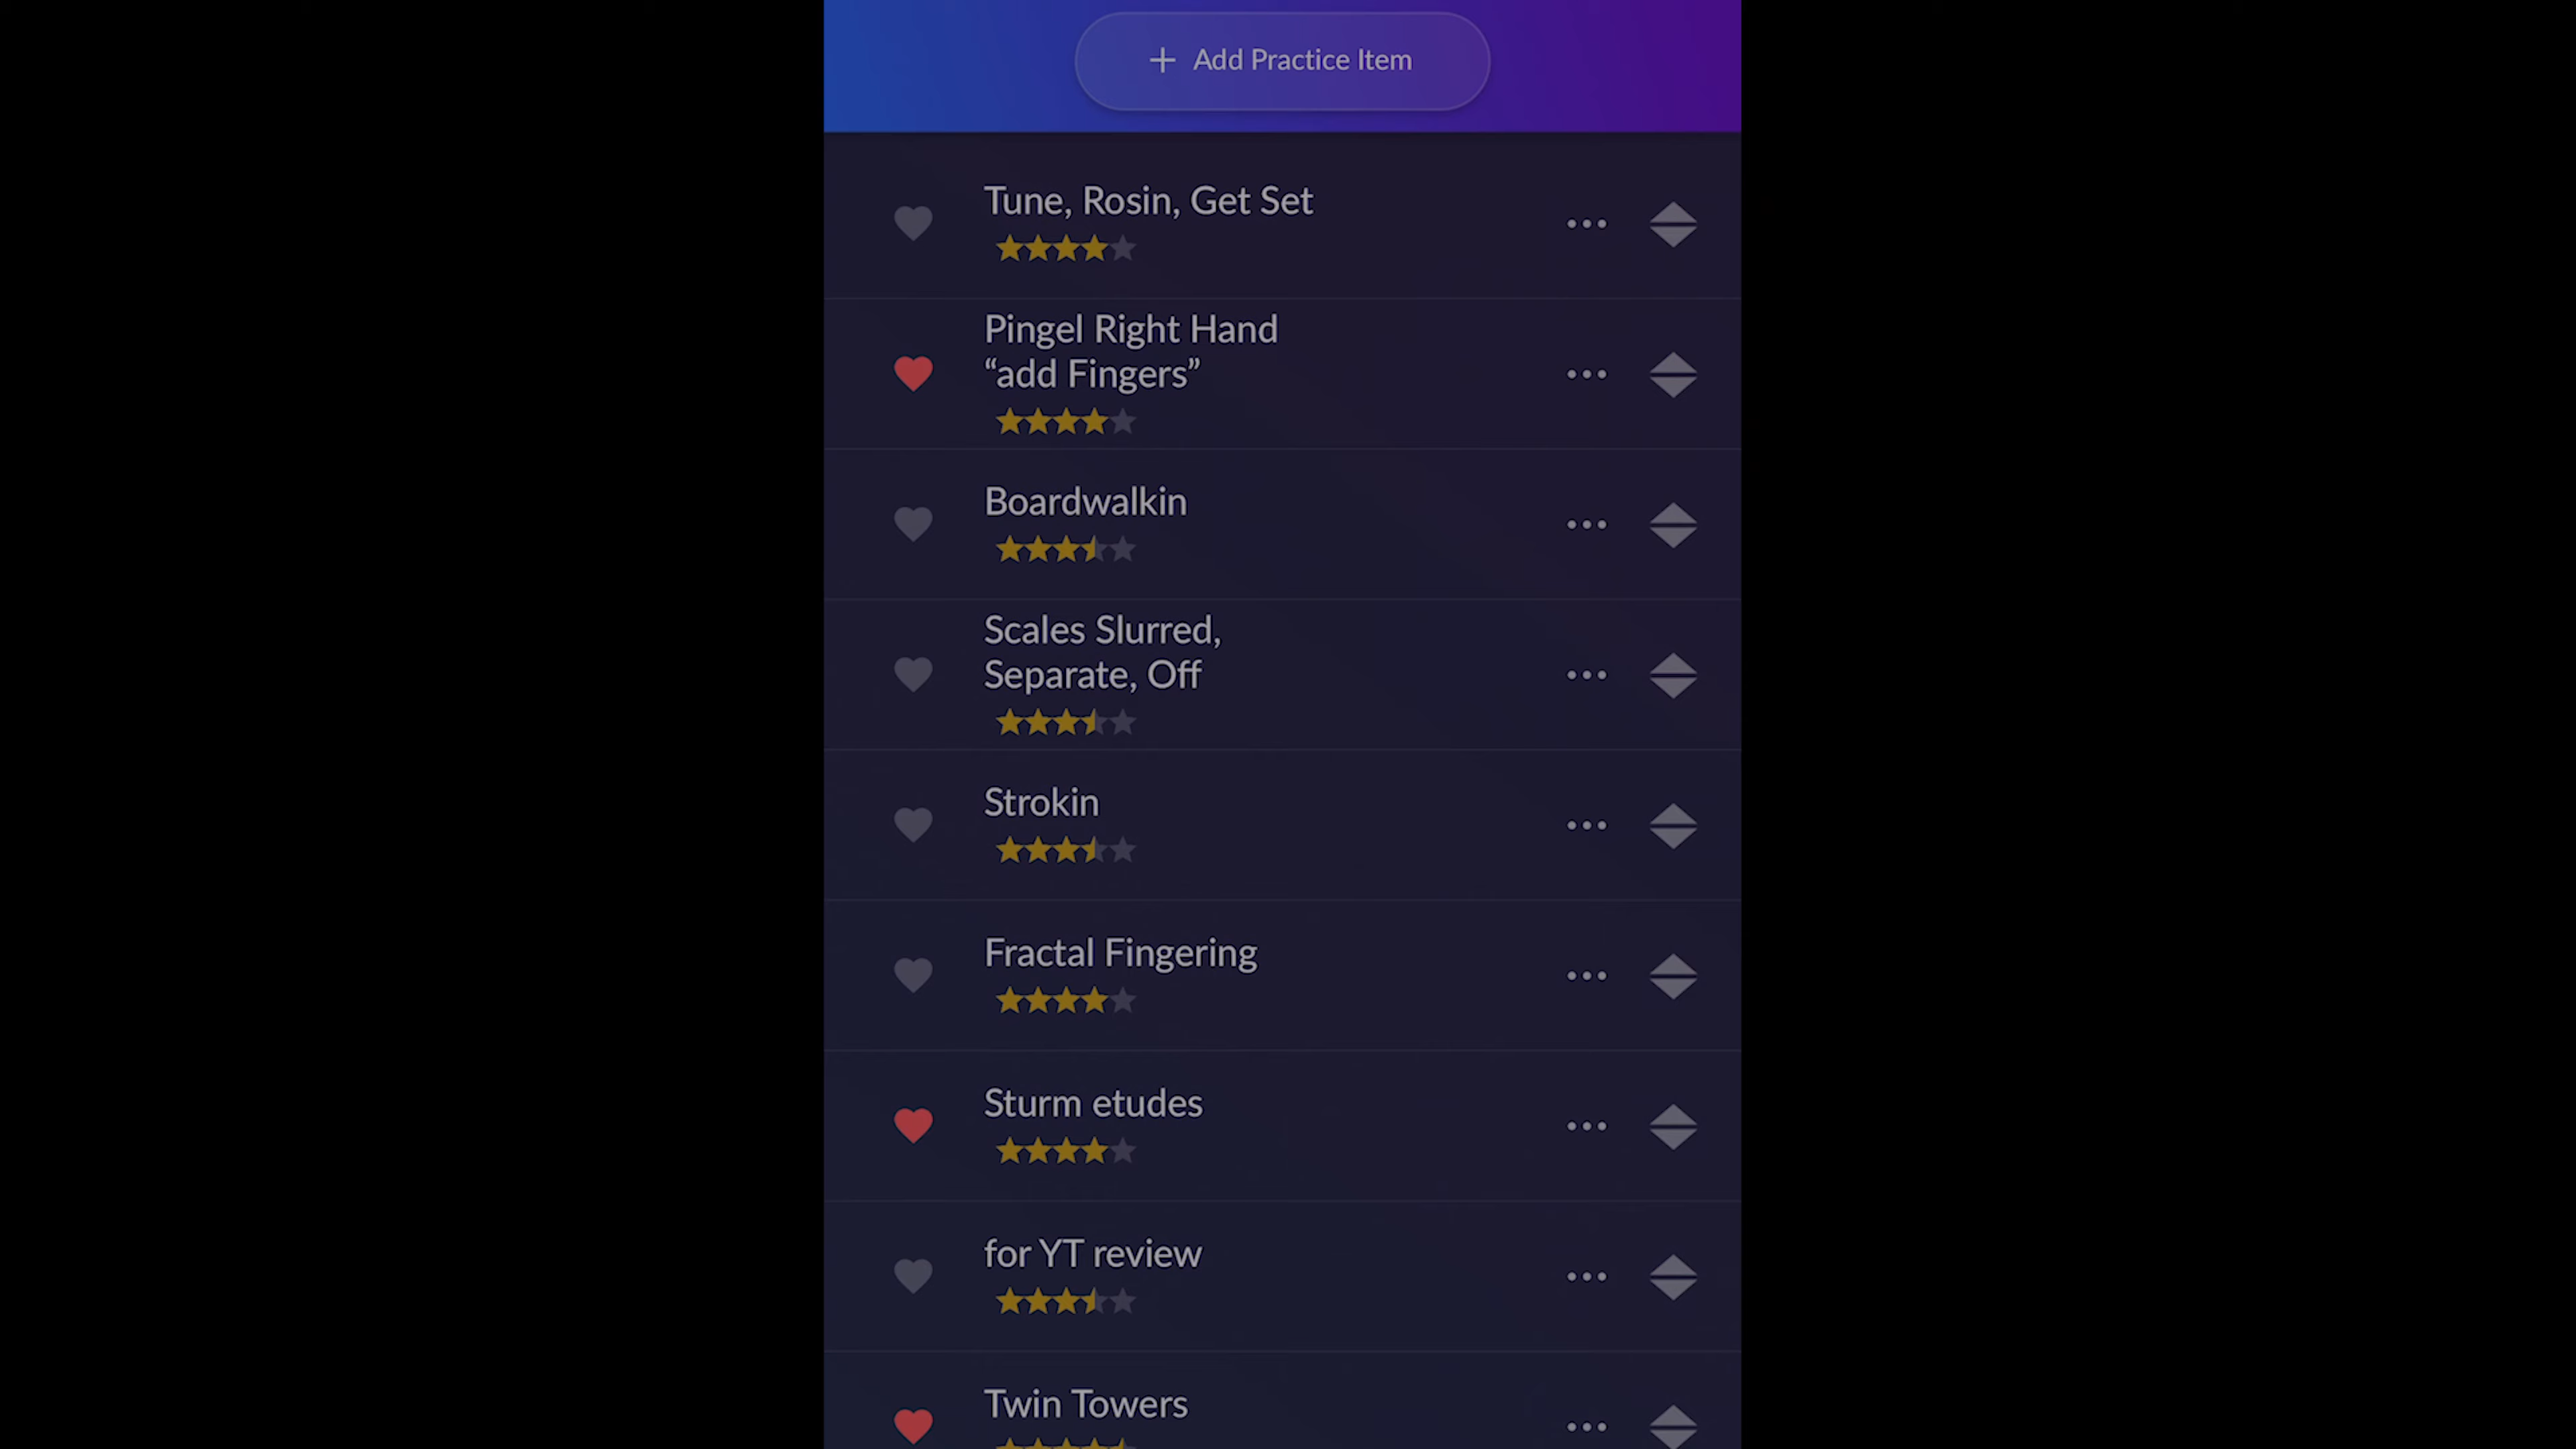 Add Practice Item
Tune, Rosin, Get Set
Pingel Right Hand
“add Fingers”
Boardwalkin
Scales Slurred,
Separate, Off
Strokin
Fractal Fingering
Sturm etudes
for YT review
Twin Towers